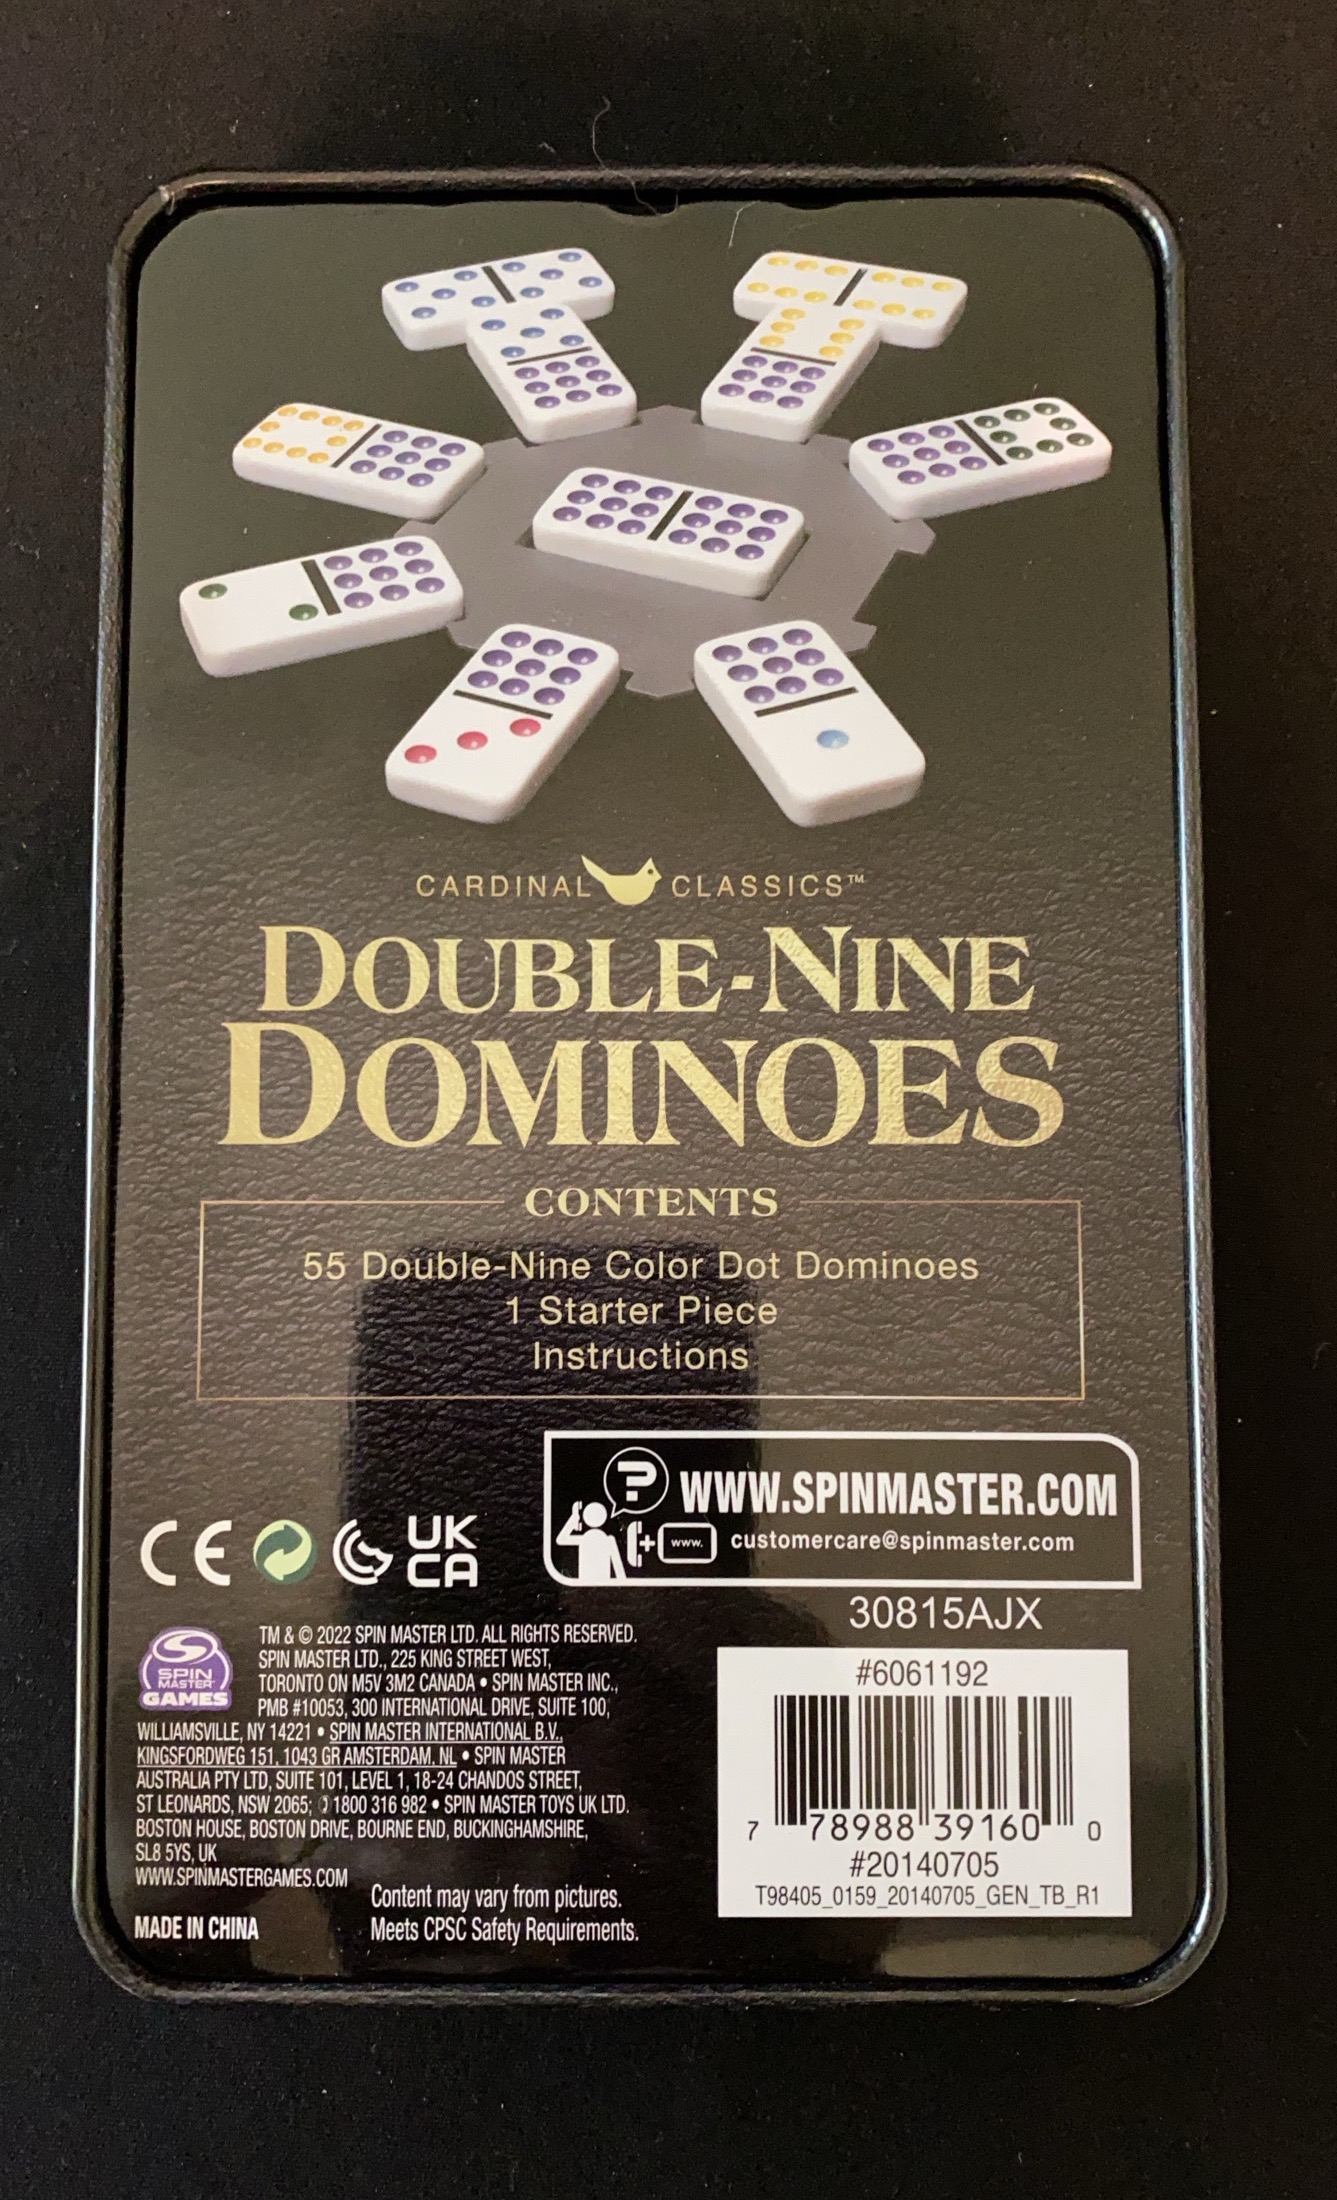 CARDINAL CLASSICS™
DOUBLE-NINE
DOMINOES
CONTENTS
55 Double-Nine Color Dot Dominoes
1 Starter Piece
Instructions
?
WWW.SPINMASTER.COM
+ www. customercare@spinmaster.com
CE
UK
CA
30815AJX
SPIN
MASTER
GAMES
TM & © 2022 SPIN MASTER LTD. ALL RIGHTS RESERVED.
SPIN MASTER LTD., 225 KING STREET WEST,
TORONTO ON M5V 3M2 CANADA • SPIN MASTER INC.,
PMB #10053, 300 INTERNATIONAL DRIVE, SUITE 100,
WILLIAMSVILLE, NY 14221 • SPIN MASTER INTERNATIONAL B.V.,
KINGSFORDWEG 151, 1043 GR AMSTERDAM, NL • SPIN MASTER
AUSTRALIA PTY LTD, SUITE 101, LEVEL 1, 18-24 CHANDOS STREET,
ST LEONARDS, NSW 2065; ✆ 1800 316 982 • SPIN MASTER TOYS UK LTD.
BOSTON HOUSE, BOSTON DRIVE, BOURNE END, BUCKINGHAMSHIRE,
SL8 5YS, UK
WWW.SPINMASTERGAMES.COM
MADE IN CHINA
Content may vary from pictures.
Meets CPSC Safety Requirements.
#6061192
7 78988 39160 0
#20140705
T98405_0159_20140705_GEN_TB_R1